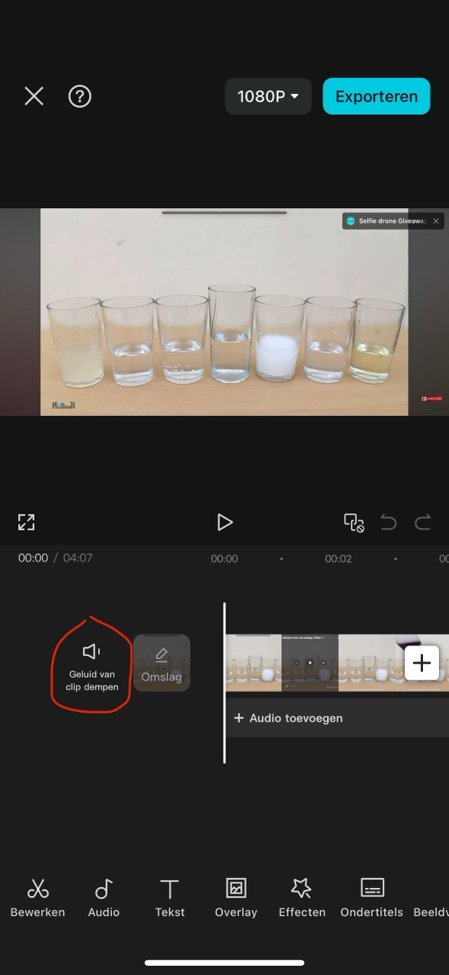 1080P
Exporteren
Selfie drone Giveaway
00:00 / 04:07
00:00
00:02
Geluid van
clip dempen
Omslag
+ Audio toevoegen
Bewerken
Audio
Tekst
Overlay
Effecten
Ondertitels